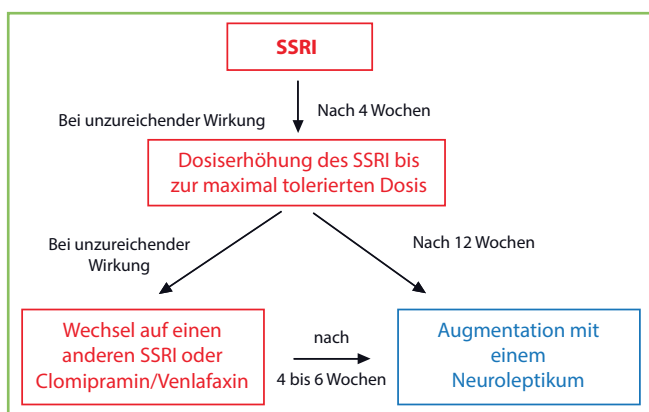 SSRI
Bei unzureichender Wirkung
Nach 4 Wochen
Dosiserhöhung des SSRI bis
zur maximal tolerierten Dosis
Bei unzureichender
Wirkung
Nach 12 Wochen
Wechsel auf einen
anderen SSRI oder
Clomipramin/Venlafaxin
nach
4 bis 6 Wochen
Augmentation mit
einem
Neuroleptikum